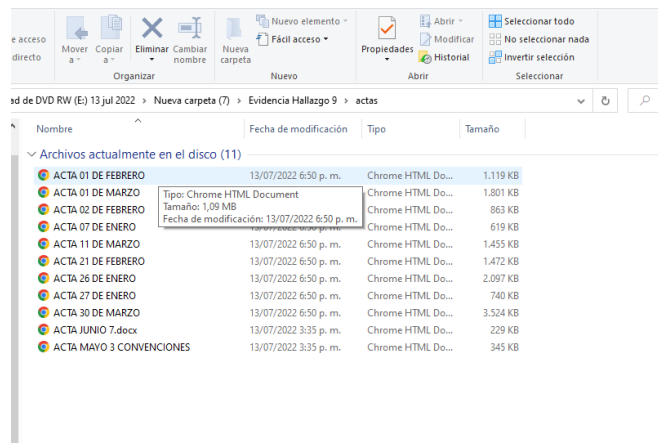 Nuevo elemento
Abrir
Seleccionar todo
e acceso
Fácil acceso
Modificar
No seleccionar nada
directo
Mover a
Copiar a
Eliminar
Cambiar nombre
Nueva carpeta
Propiedades
Historial
Invertir selección
Organizar
Nuevo
Abrir
Seleccionar
ad de DVD RW (E:) 13 jul 2022 > Nueva carpeta (7) > Evidencia Hallazgo 9 > actas
Nombre Fecha de modificación Tipo Tamaño
Archivos actualmente en el disco (11)
ACTA 01 DE FEBRERO 13/07/2022 6:50 p. m. Chrome HTML Do... 1.119 KB
ACTA 01 DE MARZO Chrome HTML Do... 1.801 KB
Tipo: Chrome HTML Document
Tamaño: 1,09 MB
Fecha de modificación: 13/07/2022 6:50 p. m.
ACTA 02 DE FEBRERO Chrome HTML Do... 863 KB
ACTA 07 DE ENERO 13/07/2022 6:50 p. m. Chrome HTML Do... 619 KB
ACTA 11 DE MARZO 13/07/2022 6:50 p. m. Chrome HTML Do... 1.455 KB
ACTA 21 DE FEBRERO 13/07/2022 6:50 p. m. Chrome HTML Do... 1.472 KB
ACTA 26 DE ENERO 13/07/2022 6:50 p. m. Chrome HTML Do... 2.097 KB
ACTA 27 DE ENERO 13/07/2022 6:50 p. m. Chrome HTML Do... 740 KB
ACTA 30 DE MARZO 13/07/2022 6:50 p. m. Chrome HTML Do... 3.524 KB
ACTA JUNIO 7.docx 13/07/2022 3:35 p. m. Chrome HTML Do... 229 KB
ACTA MAYO 3 CONVENCIONES 13/07/2022 3:35 p. m. Chrome HTML Do... 345 KB